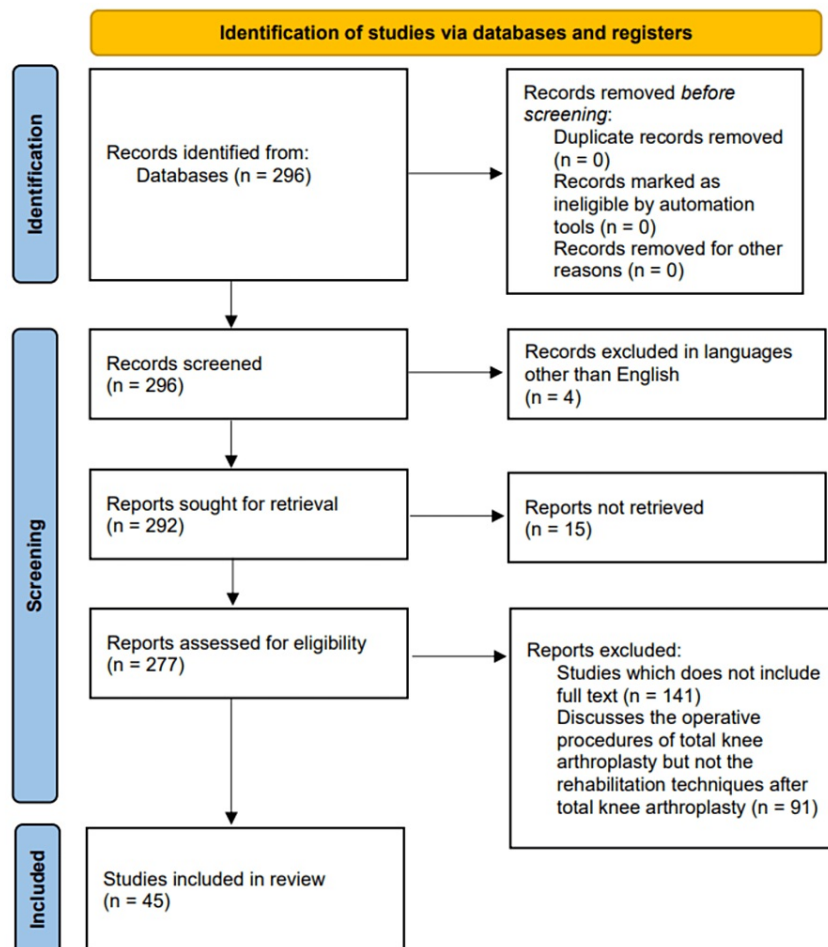 Identification of studies via databases and registers
Identification
Records identified from:
Databases (n = 296)
Records removed before
screening:
Duplicate records removed
(n = 0)
Records marked as
ineligible by automation
tools (n = 0)
Records removed for other
reasons (n = 0)
Screening
Records screened
(n = 296)
Records excluded in languages
other than English
(n = 4)
Reports sought for retrieval
(n = 292)
Reports not retrieved
(n = 15)
Reports assessed for eligibility
(n = 277)
Reports excluded:
Studies which does not include
full text (n = 141)
Discusses the operative
procedures of total knee
arthroplasty but not the
rehabilitation techniques after
total knee arthroplasty (n = 91)
Included
Studies included in review
(n = 45)